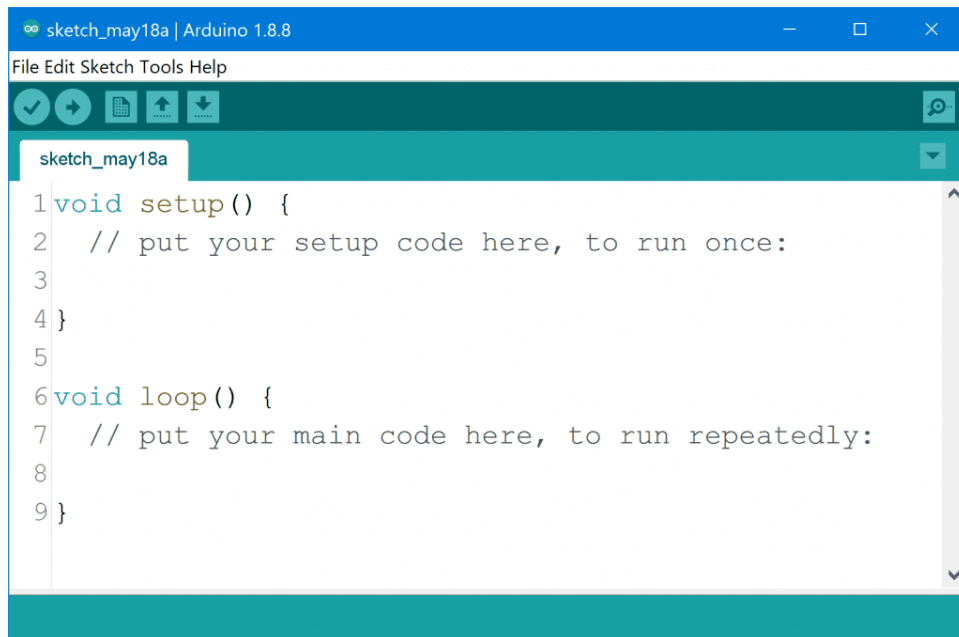 sketch_may18a | Arduino 1.8.8
File Edit Sketch Tools Help
sketch_may18a
1 void setup() {
2   // put your setup code here, to run once:
3
4 }
5
6 void loop() {
7   // put your main code here, to run repeatedly:
8
9 }